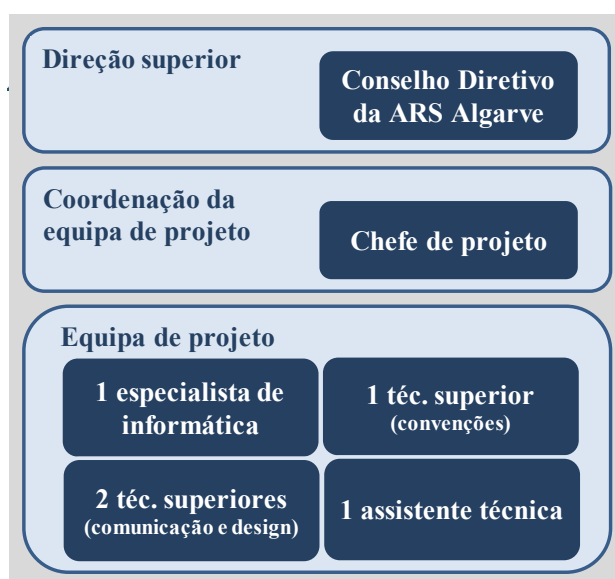 Direção superior
Conselho Diretivo
da ARS Algarve
Coordenação da
equipa de projeto
Chefe de projeto
Equipa de projeto
1 especialista de
informática
1 téc. superior
(convenções)
2 téc. superiores
(comunicação e design)
1 assistente técnica